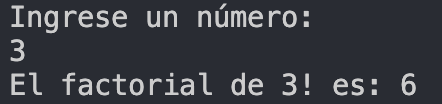 Ingrese un número:
3
El factorial de 3! es: 6